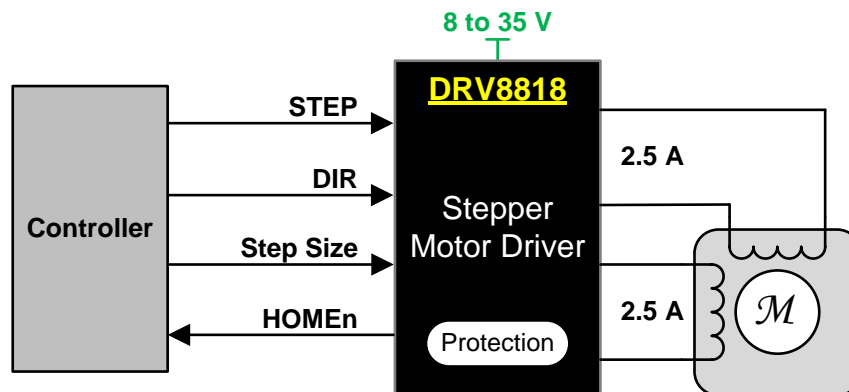 8 to 35 V
DRV8818
STEP
2.5 A
DIR
Controller
Stepper
Motor Driver
Step Size
HOMEn
2.5 A
M
Protection